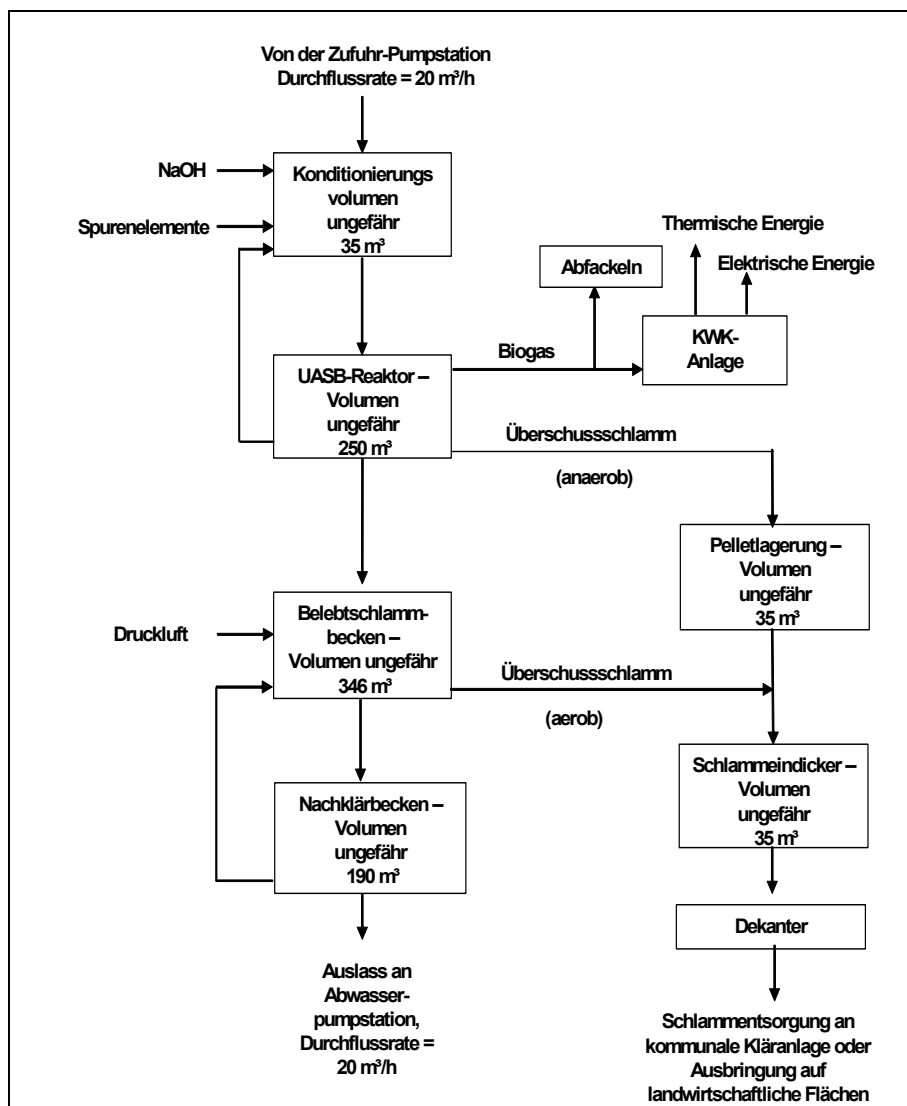 Von der Zufuhr-Pumpstation
Durchflussrate = 20 m³/h
NaOH
Spurenelemente
Konditionierungs
volumen
ungefähr
35 m³
Thermische Energie
Elektrische Energie
Abfackeln
KWK-
Anlage
Biogas
UASB-Reaktor –
Volumen
ungefähr
250 m³
Überschussschlamm
(anaerob)
Pelletlagerung –
Volumen
ungefähr
35 m³
Druckluft
Belebtschlamm-
becken –
Volumen ungefähr
346 m³
Überschussschlamm
(aerob)
Schlammeindicker –
Volumen
ungefähr
35 m³
Nachklärbecken –
Volumen
ungefähr
190 m³
Dekanter
Auslass an
Abwasser-
pumpstation,
Durchflussrate =
20 m³/h
Schlammentsorgung an
kommunale Kläranlage oder
Ausbringung auf
landwirtschaftliche Flächen